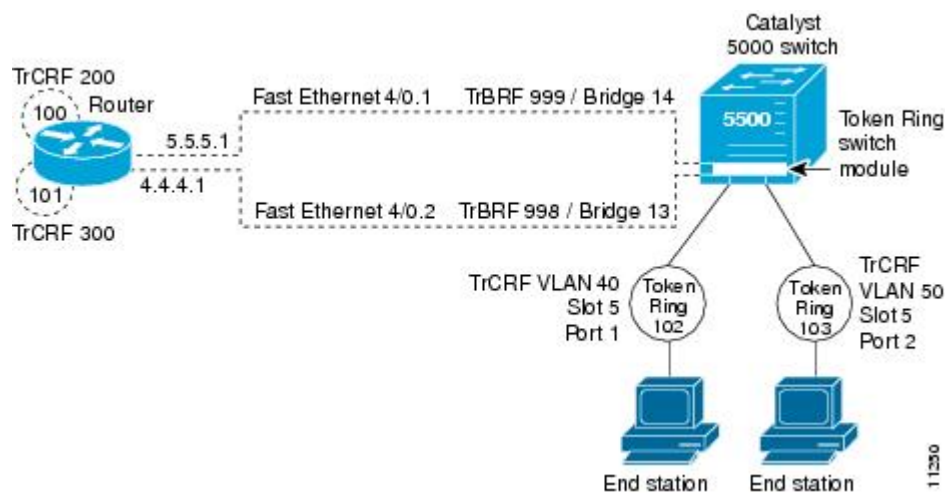 Catalyst
5000 switch
TrCRF 200
100
Router
Fast Ethernet 4/0.1
TrBRF 999 / Bridge 14
5500
Token Ring
switch
module
5.5.5.1
101
4.4.4.1
TrCRF 300
Fast Ethernet 4/0.2
TrBRF 998 / Bridge 13
TrCRF VLAN 40
Slot 5
Port 1
Token
Ring
102
Token
Ring
103
TrCRF
VLAN 50
Slot 5
Port 2
End station
End station
11250